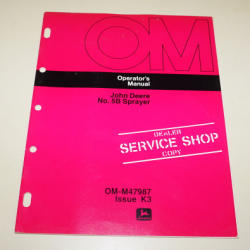 OM
Operator's
Manual
John Deere
No. 5B Sprayer
DEALER
SERVICE SHOP
COPY
OM-M47987
Issue K3